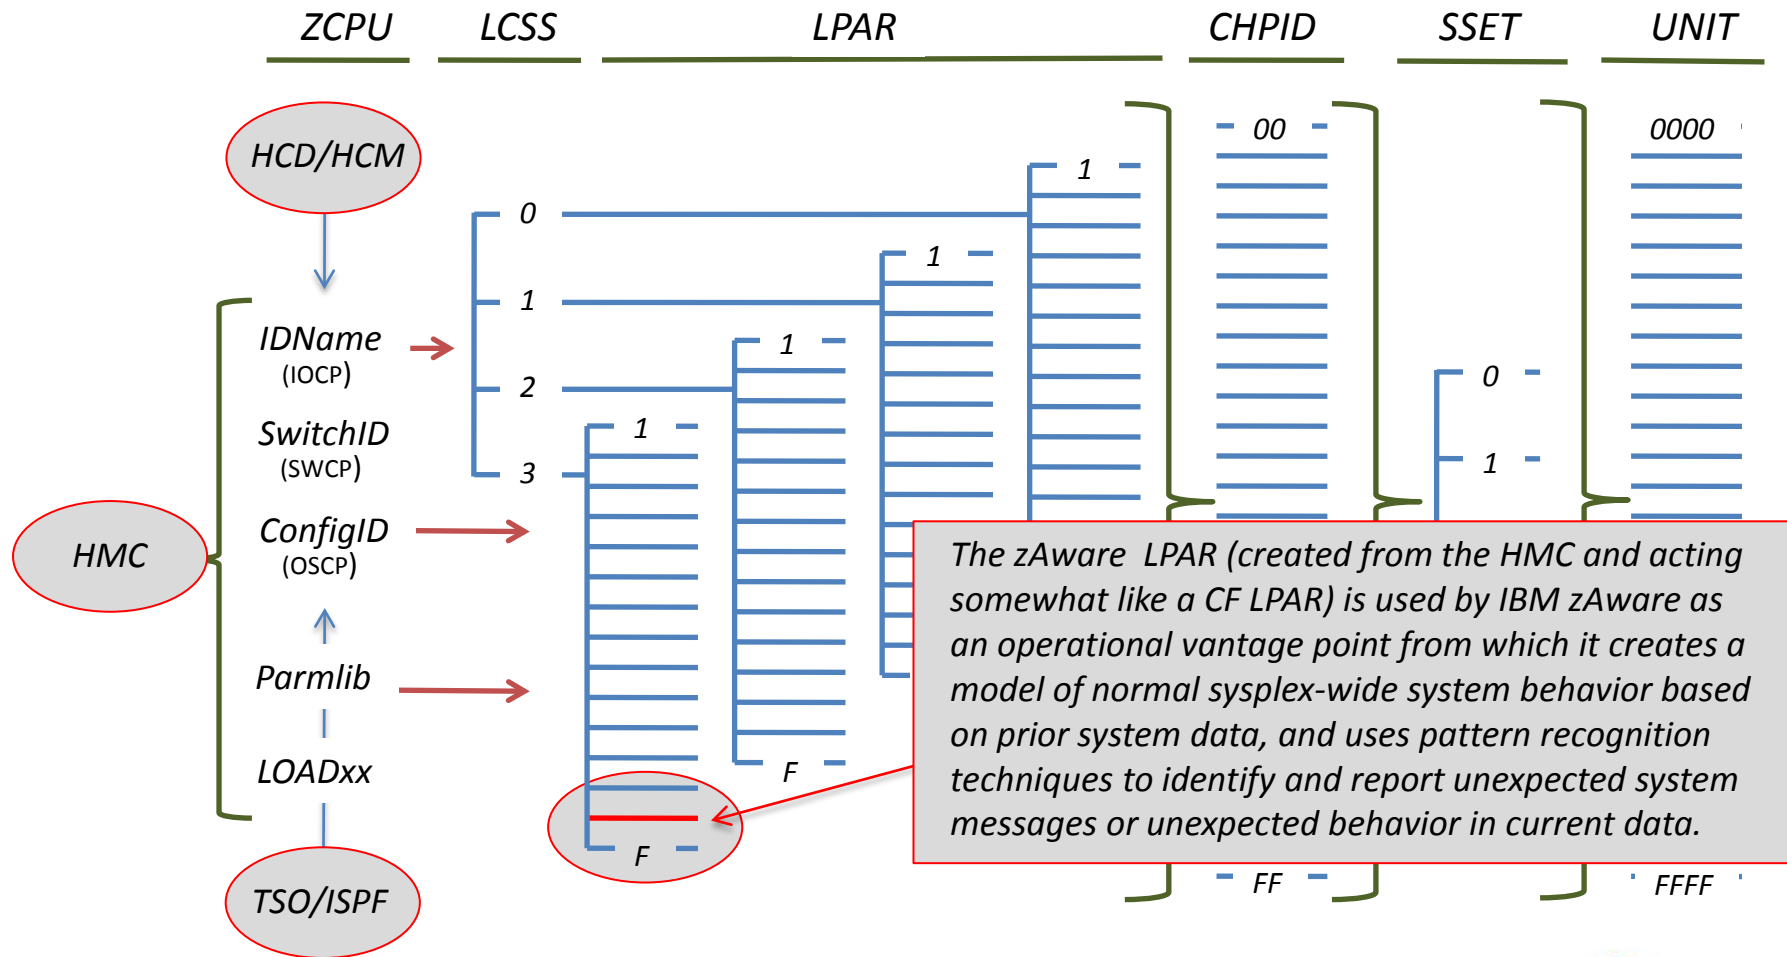 ZCPU LCSS LPAR CHPID SSET UNIT
HCD/HCM
IDName
(IOCP)
SwitchID
(SWCP)
ConfigID
(OSCP)
Parmlib
LOADxx
TSO/ISPF
HMC
0
1
2
3
1
F
1
F
1
1
00
FF
0
1
0000
FFFF
The zAware LPAR (created from the HMC and acting
somewhat like a CF LPAR) is used by IBM zAware as
an operational vantage point from which it creates a
model of normal sysplex-wide system behavior based
on prior system data, and uses pattern recognition
techniques to identify and report unexpected system
messages or unexpected behavior in current data.